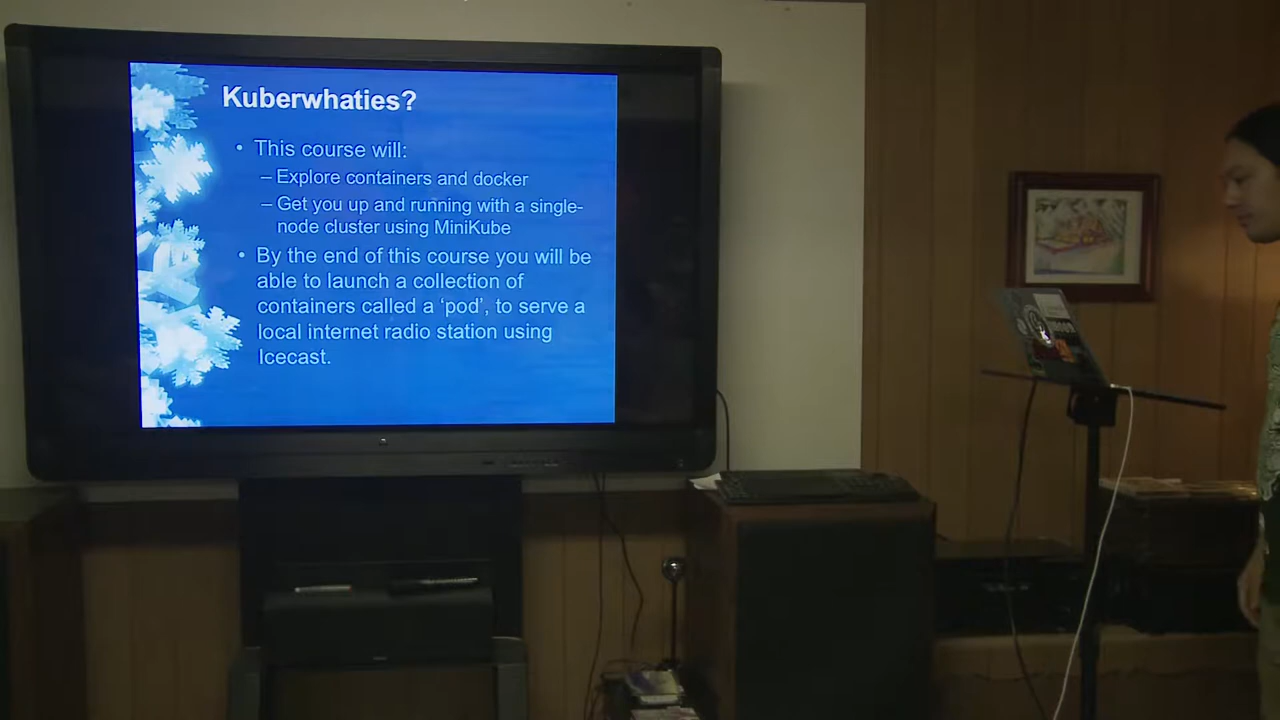 Kuberwhaties?
• This course will:
– Explore containers and docker
– Get you up and running with a single-
node cluster using MiniKube
• By the end of this course you will be
able to launch a collection of
containers called a ‘pod’, to serve a
local internet radio station using
Icecast.